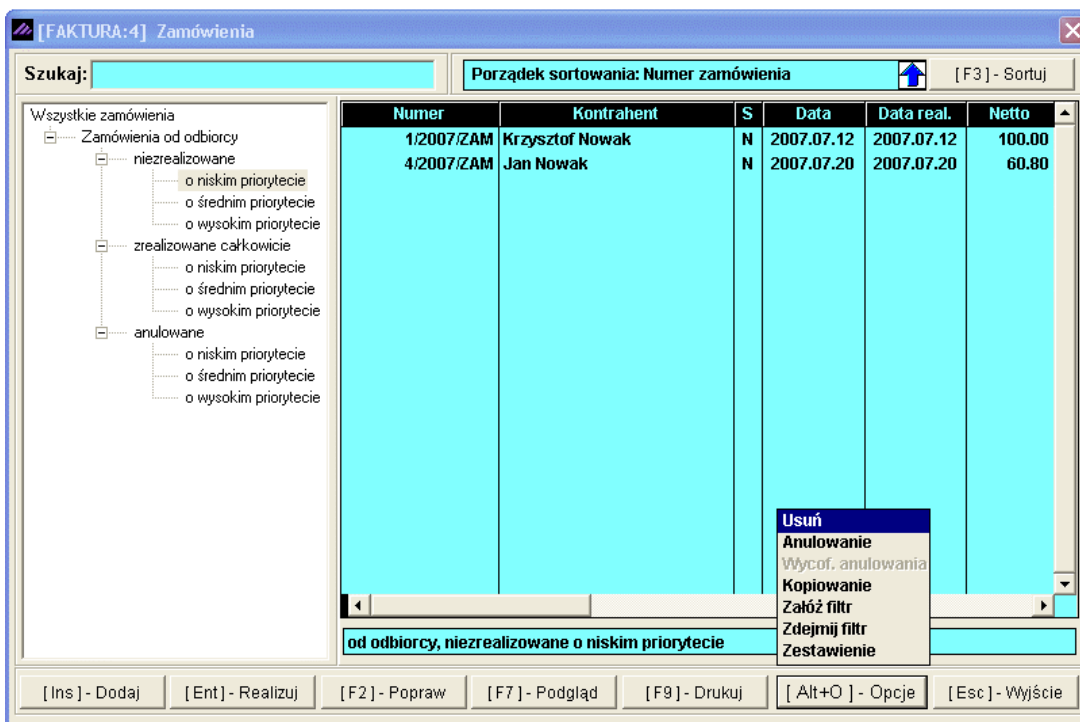 [FAKTURA:4] Zamówienia
Szukaj:
Porządek sortowania: Numer zamówienia
[F3] - Sortuj
Wszystkie zamówienia
Zamówienia od odbiorcy
niezrealizowane
o niskim priorytecie
o średnim priorytecie
o wysokim priorytecie
zrealizowane całkowicie
o niskim priorytecie
o średnim priorytecie
o wysokim priorytecie
anulowane
o niskim priorytecie
o średnim priorytecie
o wysokim priorytecie
Numer Kontrahent S Data Data real. Netto
1/2007/ZAM Krzysztof Nowak N 2007.07.12 2007.07.12 100.00
4/2007/ZAM Jan Nowak N 2007.07.20 2007.07.20 60.80
Usuń
Anulowanie
Wycof. anulowania
Kopiowanie
Załóż filtr
Zdejmij filtr
Zestawienie
od odbiorcy, niezrealizowane o niskim priorytecie
[Ins] - Dodaj [Ent] - Realizuj [F2] - Popraw [F7] - Podgląd [F9] - Drukuj [Alt+O] - Opcje [Esc] - Wyjście